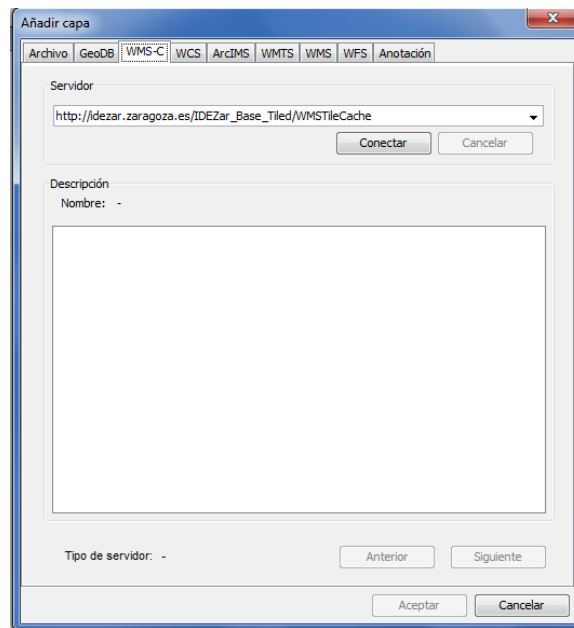 Añadir capa
Archivo GeoDB WMS-C WCS ArcIMS WMTS WMS WFS Anotación
Servidor
http://idezar.zaragoza.es/IDEZar_Base_Tiled/WMSTileCache
Conectar Cancelar
Descripción
Nombre: -
Tipo de servidor: -
Anterior Siguiente
Aceptar Cancelar